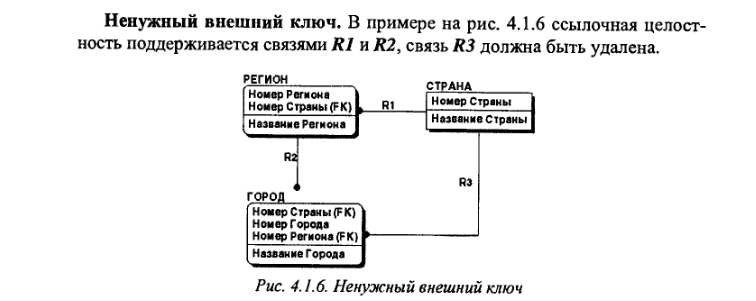 Ненужный внешний ключ. В примере на рис. 4.1.6 ссылочная целост-
ность поддерживается связями R1 и R2, связь R3 должна быть удалена.
РЕГИОН
Номер Региона
Номер Страны (FK)
Название Региона
R1
СТРАНА
Номер Страны
Название Страны
R2
R3
ГОРОД
Номер Страны (FK)
Номер Города
Номер Региона (FK)
Название Города
Рис. 4.1.6. Ненужный внешний ключ